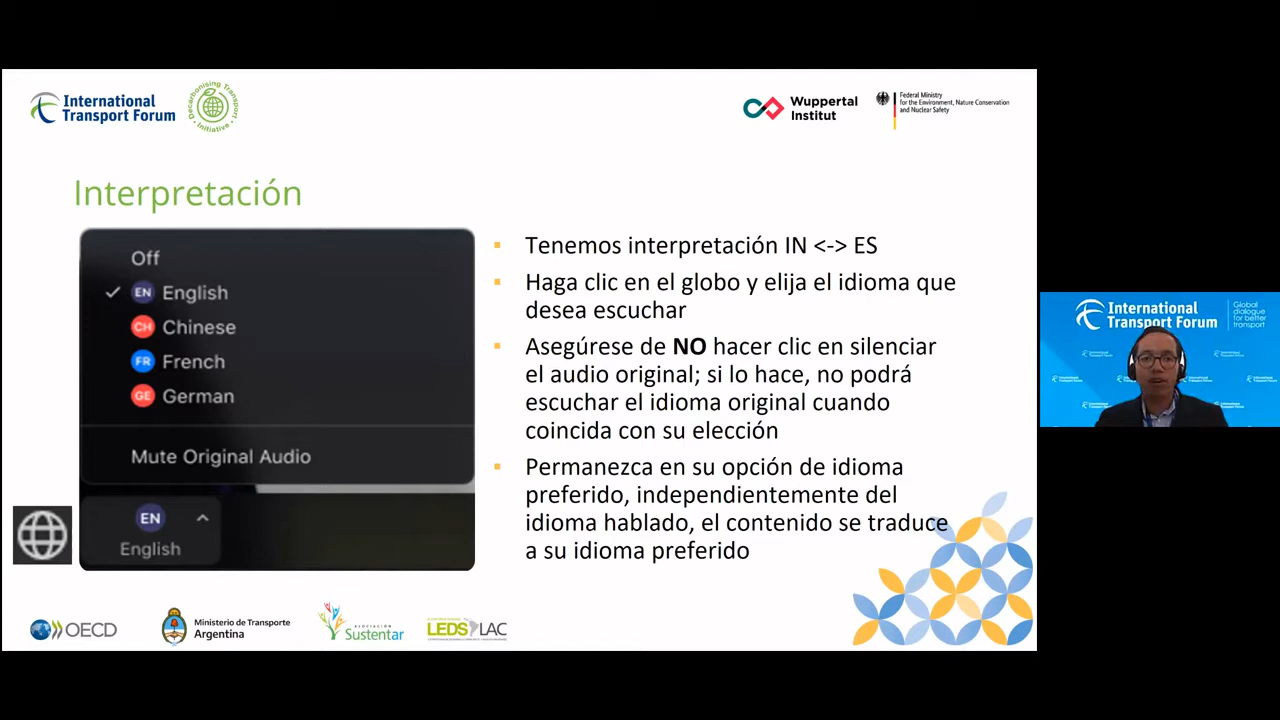 International
Transport Forum
Decarbonising Transport
Initiative
Wuppertal
Institut
Federal Ministry
for the Environment, Nature Conservation
and Nuclear Safety
Interpretación
Off
EN English
CH Chinese
FR French
GE German
Mute Original Audio
EN
English
▪ Tenemos interpretación IN <-> ES
▪ Haga clic en el globo y elija el idioma que
desea escuchar
▪ Asegúrese de NO hacer clic en silenciar
el audio original; si lo hace, no podrá
escuchar el idioma original cuando
coincida con su elección
▪ Permanezca en su opción de idioma
preferido, independientemente del
idioma hablado, el contenido se traduce
a su idioma preferido
OECD
Ministerio de Transporte
Argentina
ASOCIACIÓN
Sustentar
LEDS LAC
International
Transport Forum
Global
dialogue
for better
transport